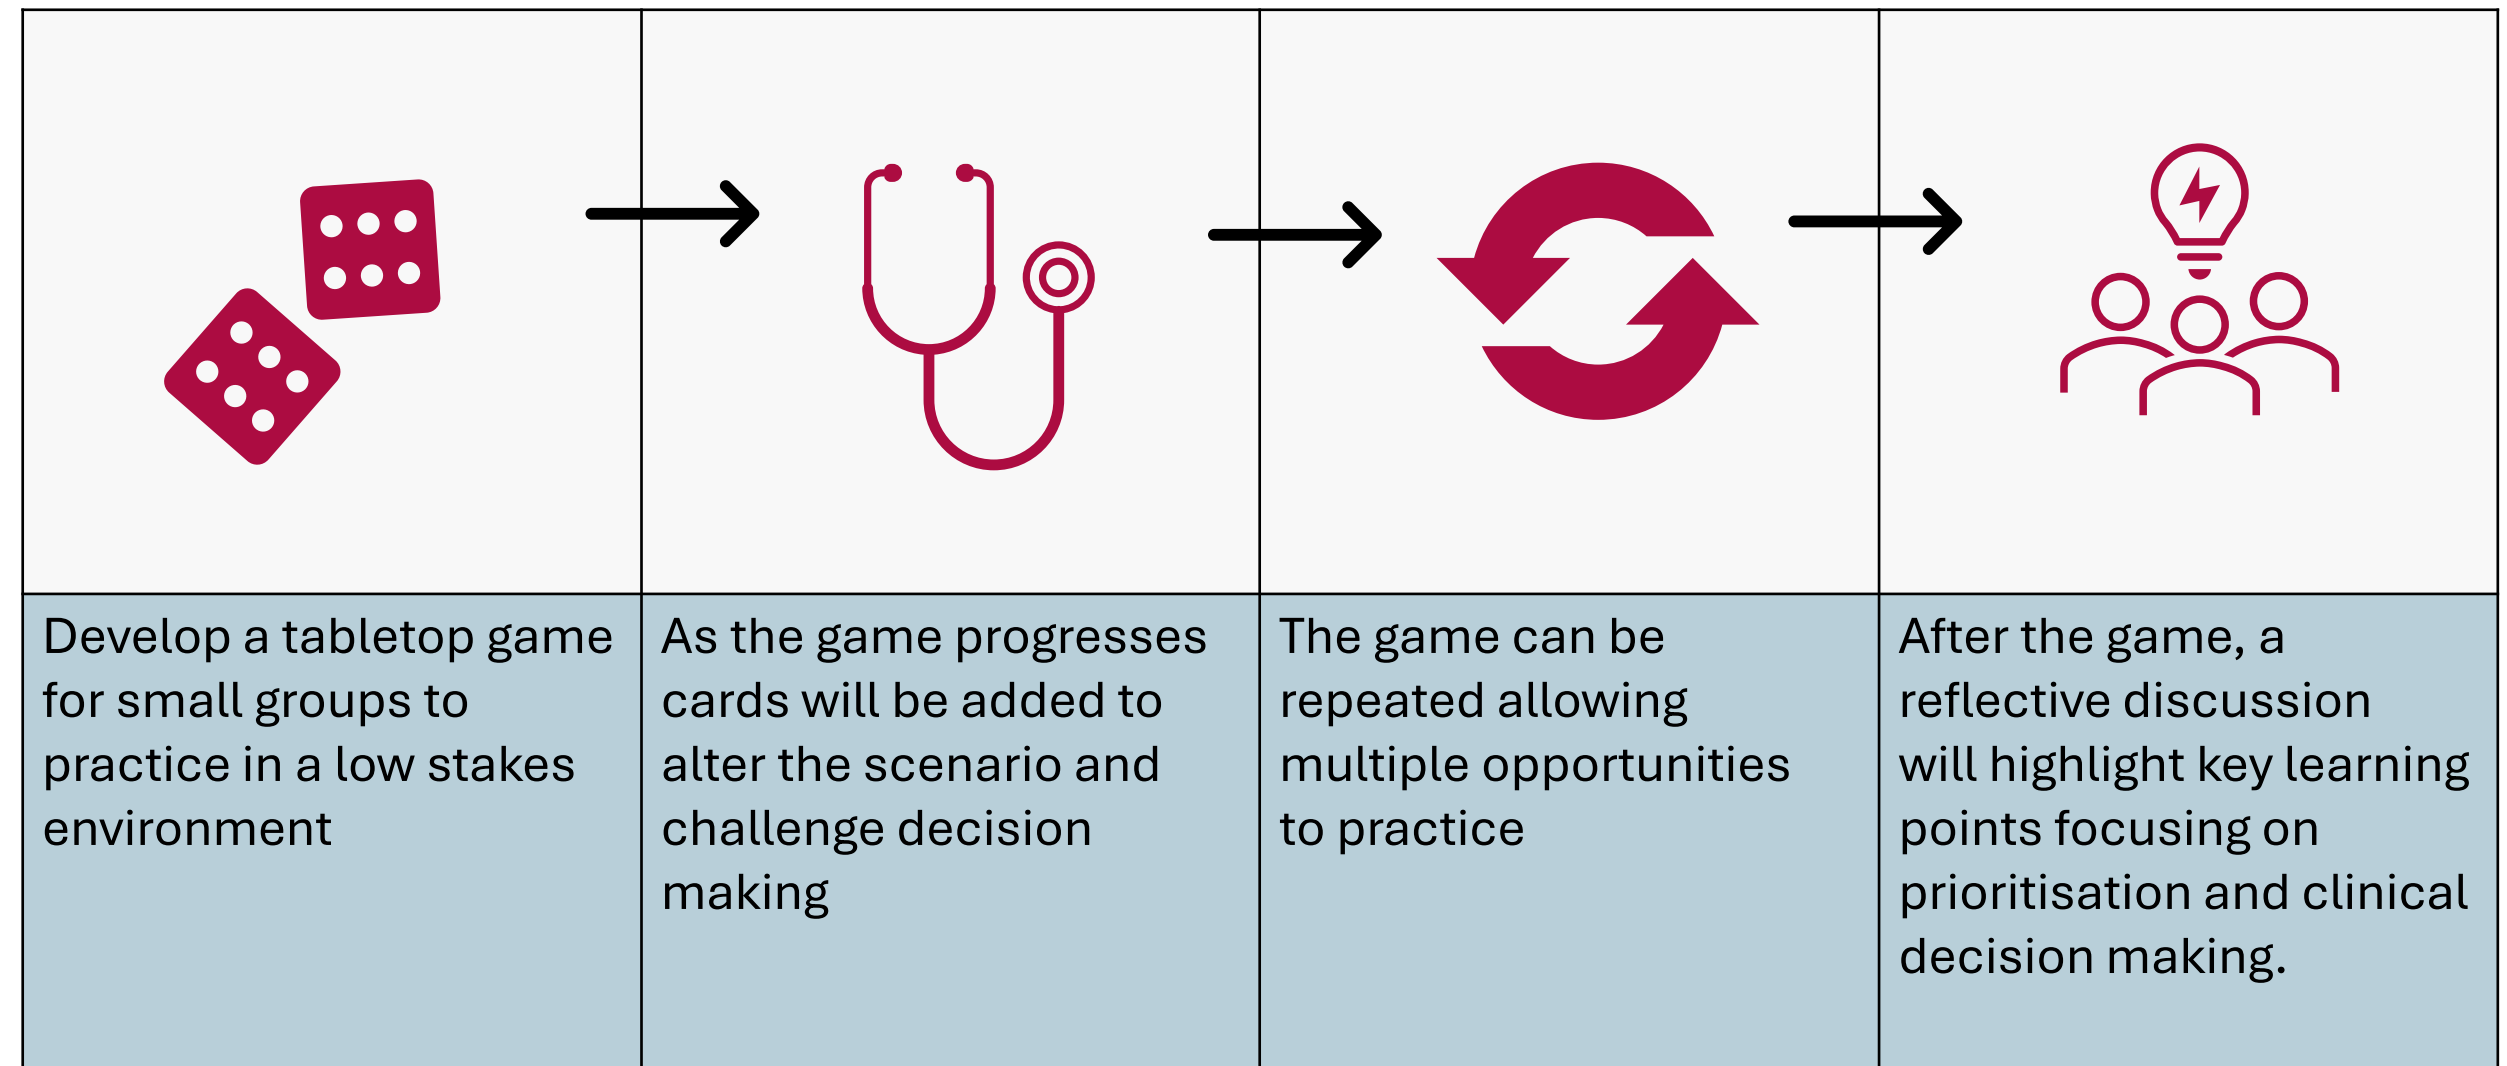 Develop a tabletop game
for small groups to
practice in a low stakes
environment
As the game progresses
cards will be added to
alter the scenario and
challenge decision
making
The game can be
repeated allowing
multiple opportunities
to practice
After the game, a
reflective discussion
will highlight key learning
points focusing on
prioritisation and clinical
decision making.